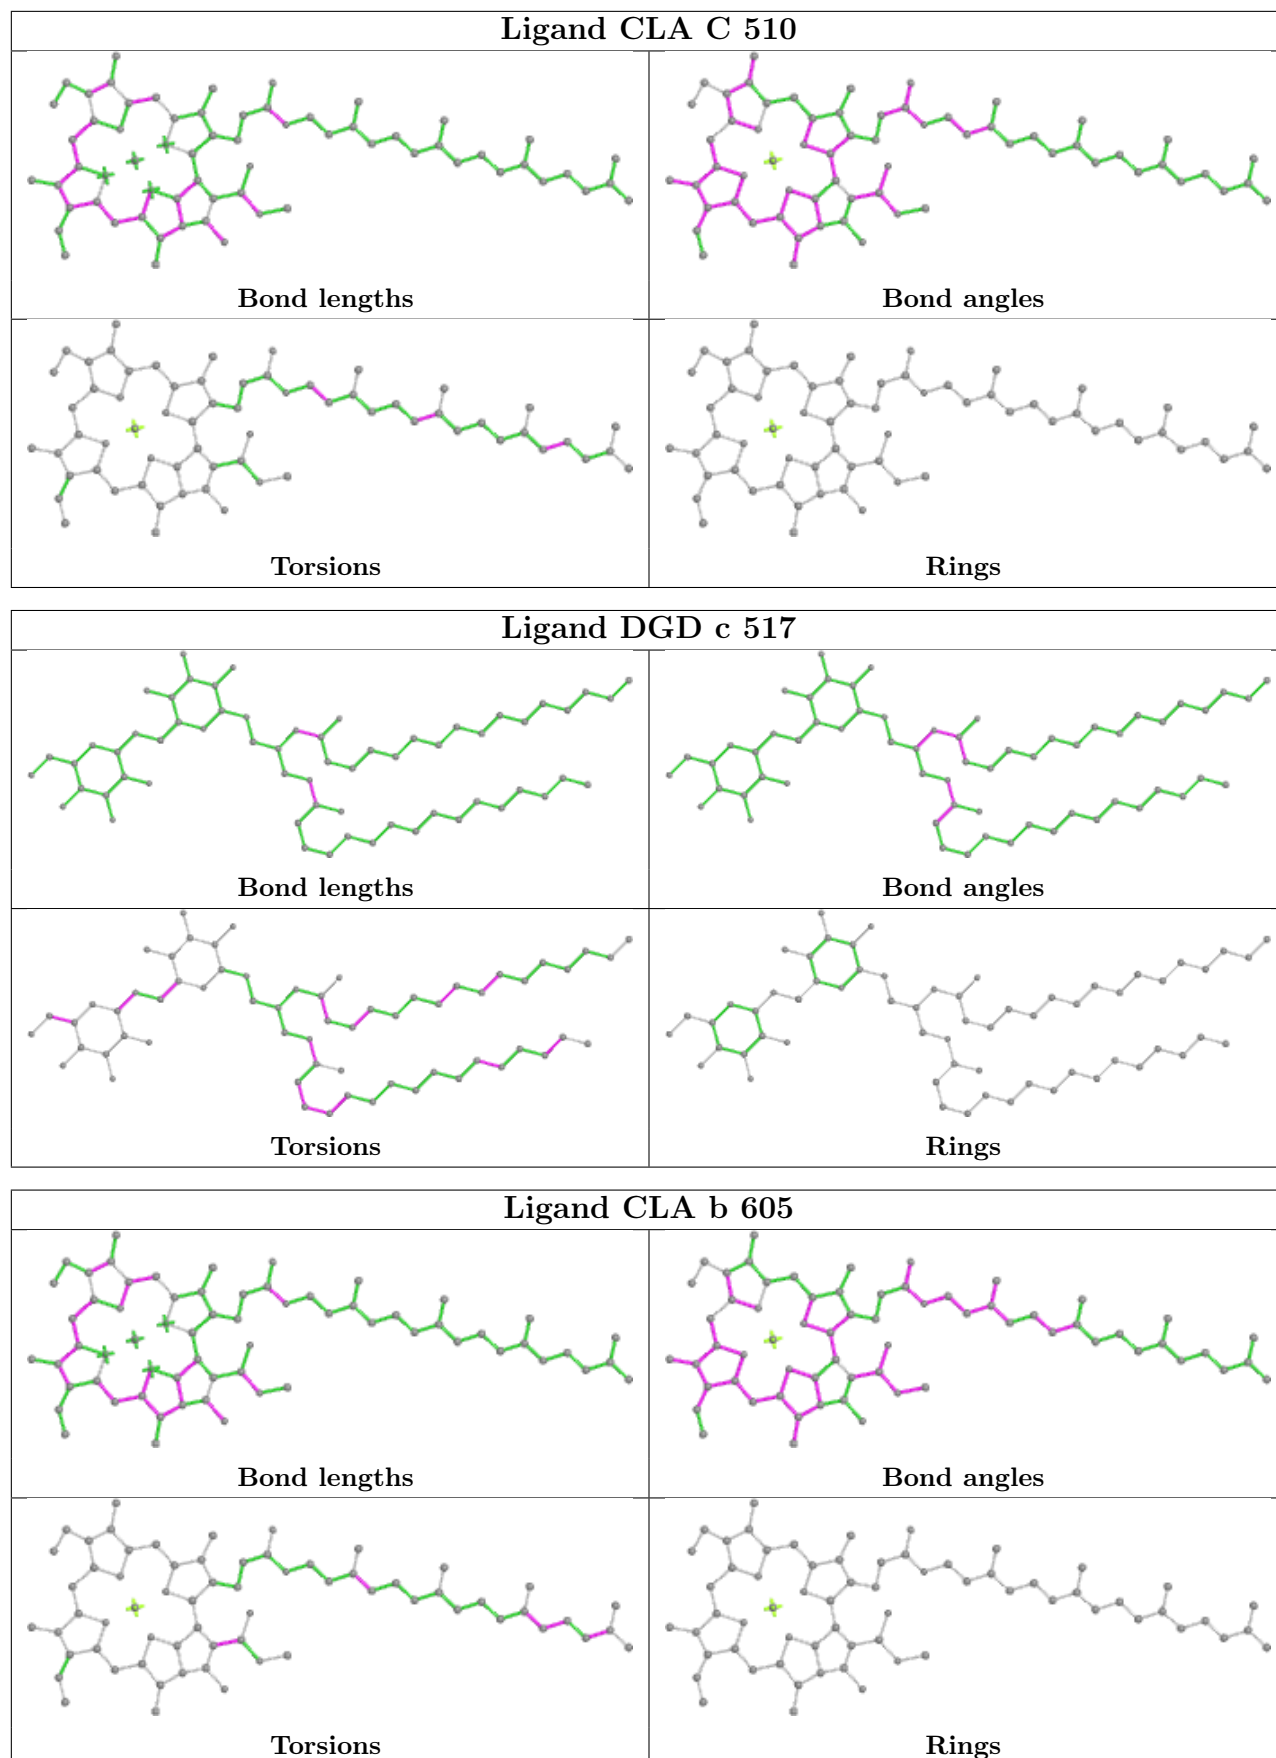 Ligand CLA C 510
Bond lengths
Bond angles
Torsions
Rings
Ligand DGD c 517
Bond lengths
Bond angles
Torsions
Rings
Ligand CLA b 605
Bond lengths
Bond angles
Torsions
Rings